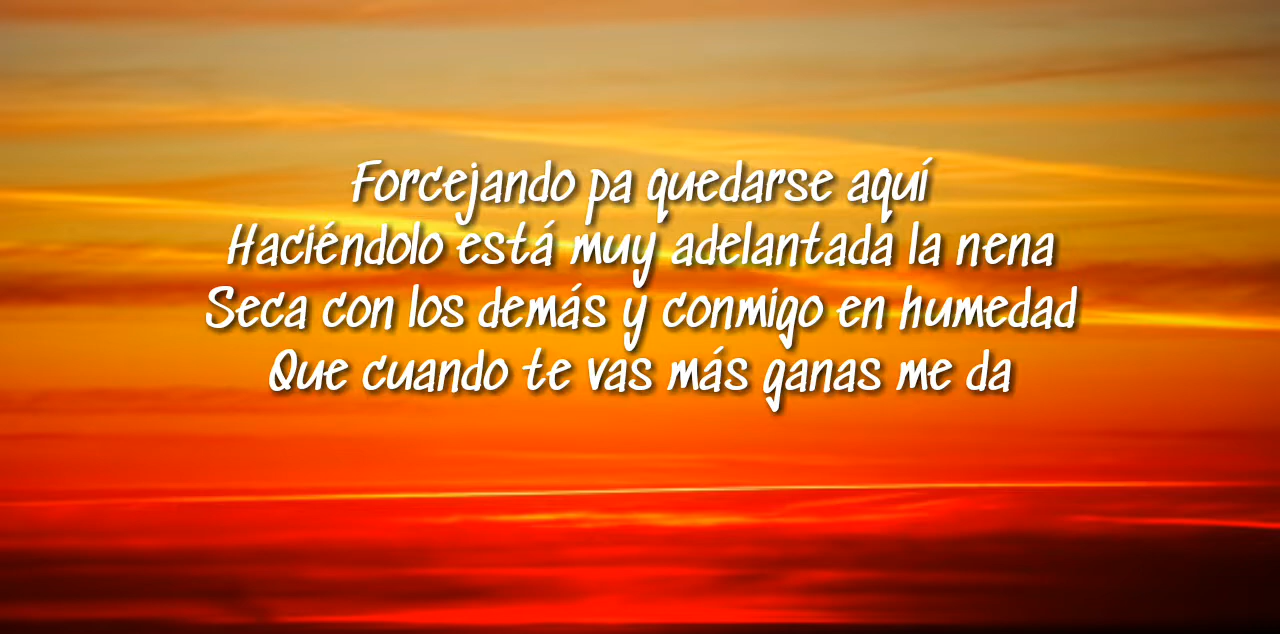 Forcejando pa quedarse aquí
Haciéndolo está muy adelantada la nena
Seca con los demás y conmigo en humedad
Que cuando te vas más ganas me da